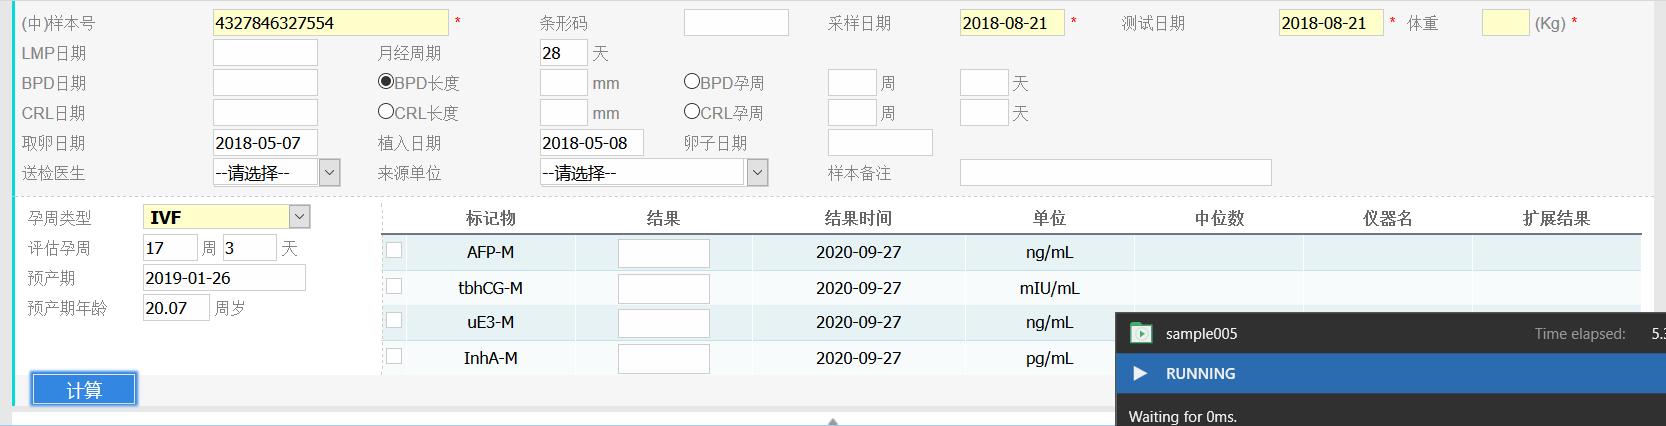 (中)样本号 4327846327554 * 条形码 采样日期 2018-08-21 * 测试日期 2018-08-21 * 体重 (Kg) *
LMP日期 月经周期 28 天
BPD日期 BPD长度 mm BPD孕周 周 天
CRL日期 CRL长度 mm CRL孕周 周 天
取卵日期 2018-05-07 植入日期 2018-05-08 卵子日期
送检医生 --请选择-- 来源单位 --请选择-- 样本备注
孕周类型 IVF
评估孕周 17 周 3 天
预产期 2019-01-26
预产期年龄 20.07 周岁
计算
标记物 结果 结果时间 单位 中位数 仪器名 扩展结果
AFP-M 2020-09-27 ng/mL
tbhCG-M 2020-09-27 mIU/mL
uE3-M 2020-09-27 ng/mL
InhA-M 2020-09-27 pg/mL
sample005 Time elapsed: 5.3
RUNNING
Waiting for 0ms.